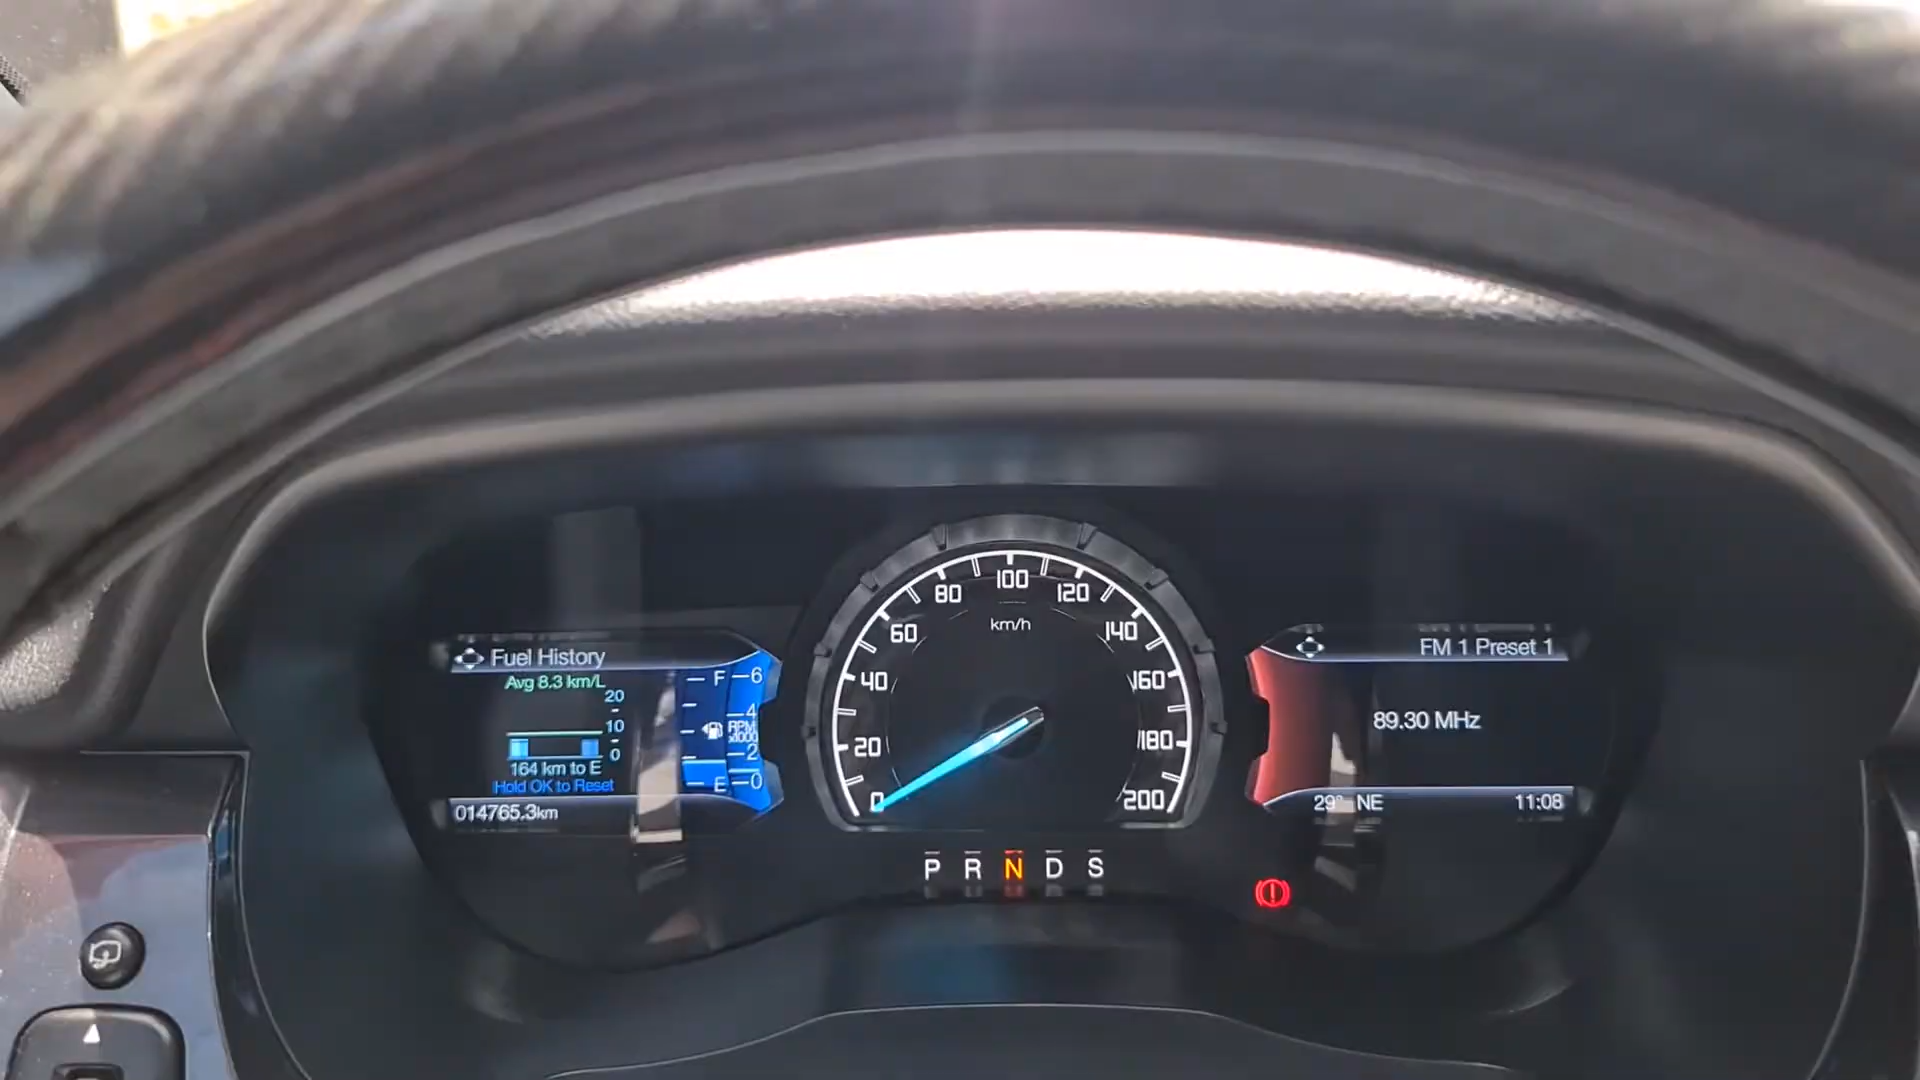 Fuel History
Avg 8.3 km/L
20
10
0
164 km to E
Hold OK to Reset
014765.3km
F
E
6
4
RPM
x1000
2
0
0
20
40
60
80
100
120
140
160
180
200
km/h
P R N D S
FM 1 Preset 1
89.30 MHz
29° NE
11:08